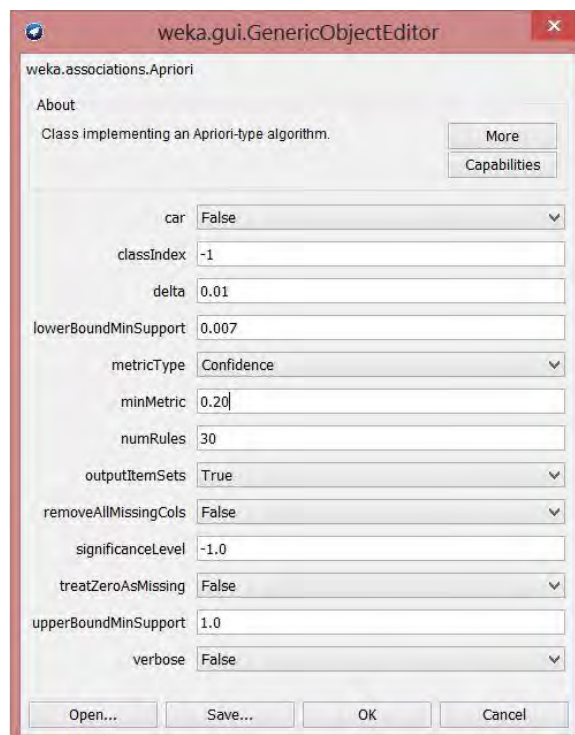 weka.gui.GenericObjectEditor
weka.associations.Apriori
About
Class implementing an Apriori-type algorithm.
More
Capabilities
car False
classIndex -1
delta 0.01
lowerBoundMinSupport 0.007
metricType Confidence
minMetric 0.20
numRules 30
outputItemSets True
removeAllMissingCols False
significanceLevel -1.0
treatZeroAsMissing False
upperBoundMinSupport 1.0
verbose False
Open... Save... OK Cancel